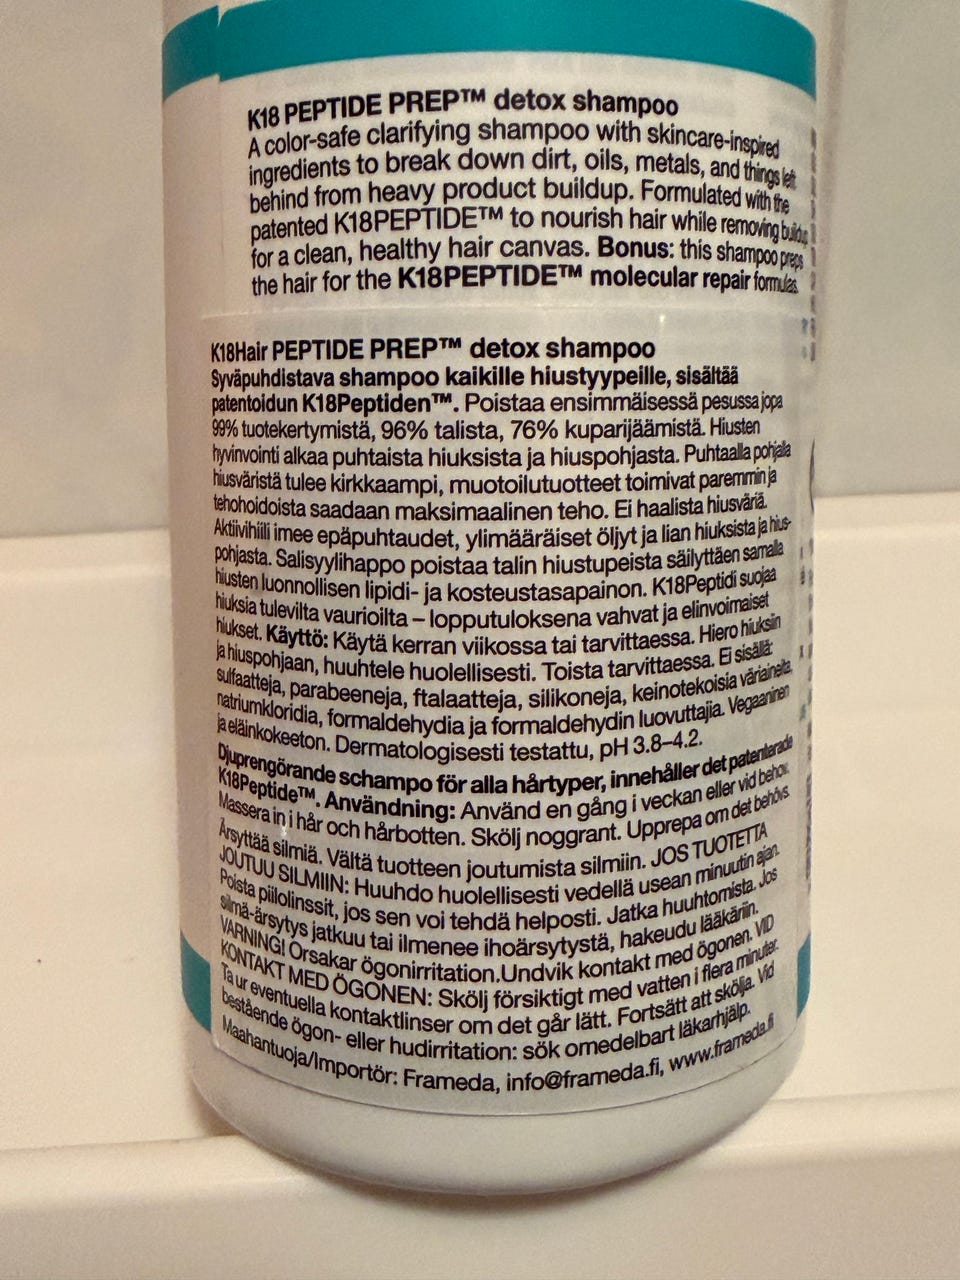 K18 PEPTIDE PREP™ detox shampoo
A color-safe clarifying shampoo with skincare-inspired
ingredients to break down dirt, oils, metals, and things left
behind from heavy product buildup. Formulated with the
patented K18PEPTIDE™ to nourish hair while removing buildup
for a clean, healthy hair canvas. Bonus: this shampoo preps
the hair for the K18PEPTIDE™ molecular repair formulas.
K18Hair PEPTIDE PREP™ detox shampoo
Syväpuhdistava shampoo kaikille hiustyypeille, sisältää
patentoidun K18Peptiden™. Poistaa ensimmäisessä pesussa jopa
99% tuotekertymistä, 96% talista, 76% kuparijäämistä. Hiusten
hyvinvointi alkaa puhtaista hiuksista ja hiuspohjasta. Puhtaalla pohjalla
hiusväristä tulee kirkkaampi, muotoilutuotteet toimivat paremmin ja
tehohoidoista saadaan maksimaalinen teho. Ei haalista hiusväriä.
Aktiivihiili imee epäpuhtaudet, ylimääräiset öljyt ja lian hiuksista ja hius-
pohjasta. Salisyylihappo poistaa talin hiustupeista säilyttäen samalla
hiusten luonnollisen lipidi- ja kosteustasapainon. K18Peptidi suojaa
hiuksia tulevilta vaurioilta – lopputuloksena vahvat ja elinvoimaiset
hiukset. Käyttö: Käytä kerran viikossa tai tarvittaessa. Hiero hiuksiin
ja hiuspohjaan, huuhtele huolellisesti. Toista tarvittaessa. Ei sisällä:
sulfaatteja, parabeeneja, ftalaatteja, silikoneja, keinotekoisia väriaineita,
natriumkloridia, formaldehydia ja formaldehydin luovuttajia. Vegaaninen
ja eläinkokeeton. Dermatologisesti testattu, pH 3.8–4.2.
Djuprengörande schampo för alla hårtyper, innehåller det patenterade
K18Peptide™. Användning: Använd en gång i veckan eller vid behov.
Massera in i hår och hårbotten. Skölj noggrant. Upprepa om det behövs.
Ärsyttää silmiä. Vältä tuotteen joutumista silmiin. JOS TUOTETTA
JOUTUU SILMIIN: Huuhdo huolellisesti vedellä usean minuutin ajan.
Poista piilolinssit, jos sen voi tehdä helposti. Jatka huuhtomista. Jos
silmä-ärsytys jatkuu tai ilmenee ihoärsytystä, hakeudu lääkäriin.
VARNING! Orsakar ögonirritation.Undvik kontakt med ögonen. VID
KONTAKT MED ÖGONEN: Skölj försiktigt med vatten i flera minuter.
Ta ur eventuella kontaktlinser om det går lätt. Fortsätt att skölja. Vid
bestående ögon- eller hudirritation: sök omedelbart läkarhjälp.
Maahantuoja/Importör: Frameda, info@frameda.fi, www.frameda.fi